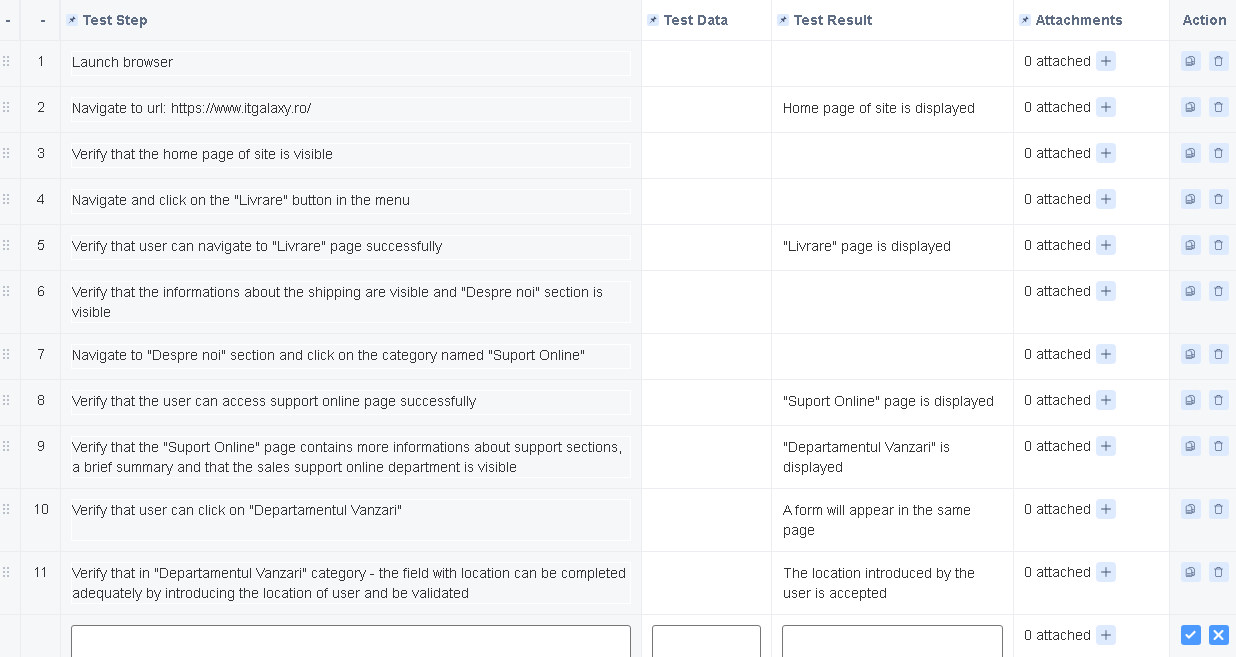 - - Test Step Test Data Test Result Attachments Action
1 Launch browser 0 attached
2 Navigate to url: https://www.itgalaxy.ro/ Home page of site is displayed 0 attached
3 Verify that the home page of site is visible 0 attached
4 Navigate and click on the "Livrare" button in the menu 0 attached
5 Verify that user can navigate to "Livrare" page successfully "Livrare" page is displayed 0 attached
6 Verify that the informations about the shipping are visible and "Despre noi" section is 0 attached
visible
7 Navigate to "Despre noi" section and click on the category named "Suport Online" 0 attached
8 Verify that the user can access support online page successfully "Suport Online" page is displayed 0 attached
9 Verify that the "Suport Online" page contains more informations about support sections, "Departamentul Vanzari" is 0 attached
a brief summary and that the sales support online department is visible displayed
10 Verify that user can click on "Departamentul Vanzari" A form will appear in the same 0 attached
page
11 Verify that in "Departamentul Vanzari" category - the field with location can be completed The location introduced by the 0 attached
adequately by introducing the location of user and be validated user is accepted
0 attached